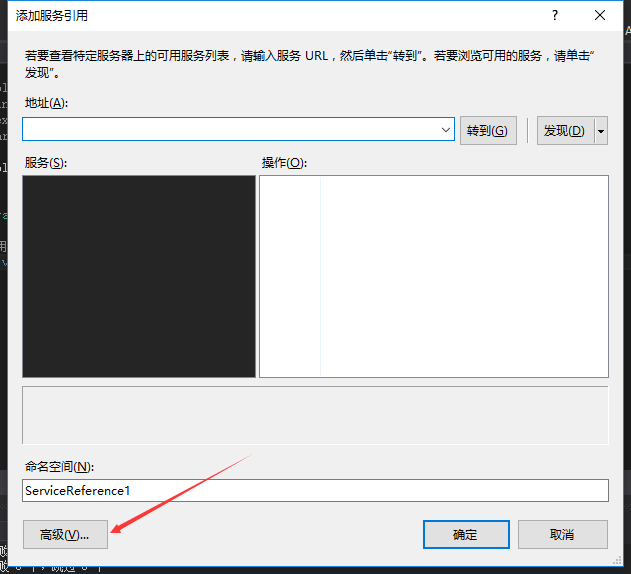 添加服务引用
?
若要查看特定服务器上的可用服务列表，请输入服务 URL，然后单击“转到”。若要浏览可用的服务，请单击“
发现”。
地址(A):
转到(G)
发现(D)
服务(S):
操作(O):
命名空间(N):
ServiceReference1
高级(V)...
确定
取消